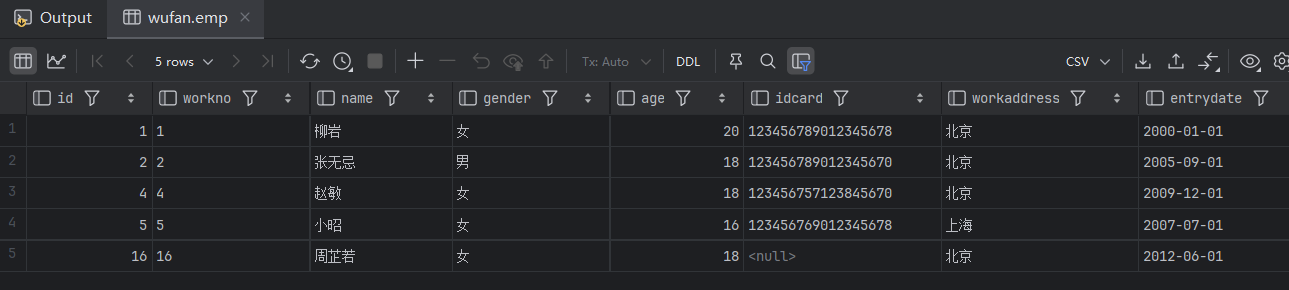 Output wufan.emp
5 rows Tx: Auto DDL CSV
id workno name gender age idcard workaddress entrydate
1 1 1 柳岩 女 20 123456789012345678 北京 2000-01-01
2 2 2 张无忌 男 18 123456789012345670 北京 2005-09-01
3 4 4 赵敏 女 18 123456757123845670 北京 2009-12-01
4 5 5 小昭 女 16 123456769012345678 上海 2007-07-01
5 16 16 周芷若 女 18 <null> 北京 2012-06-01